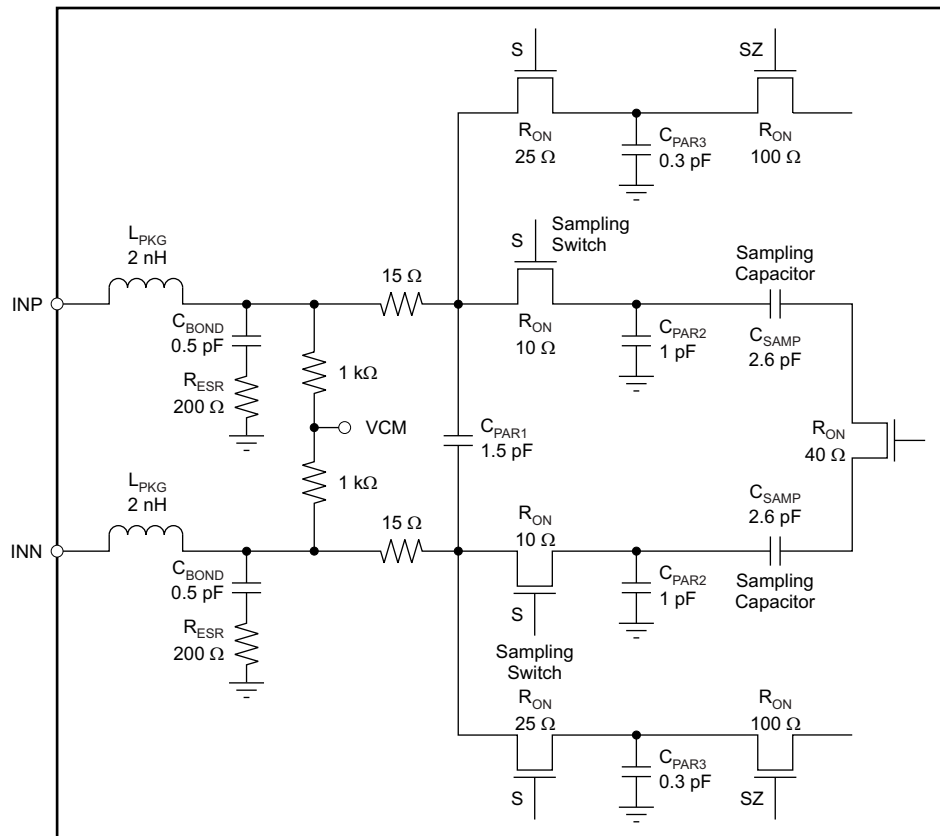 S
SZ
R_ON
25 Ω
C_PAR3
0.3 pF
R_ON
100 Ω
L_PKG
2 nH
S
Sampling
Switch
Sampling
Capacitor
15 Ω
INP
C_BOND
0.5 pF
R_ON
10 Ω
C_PAR2
1 pF
C_SAMP
2.6 pF
R_ESR
200 Ω
1 kΩ
VCM
C_PAR1
1.5 pF
R_ON
40 Ω
L_PKG
2 nH
1 kΩ
15 Ω
R_ON
10 Ω
C_SAMP
2.6 pF
INN
C_BOND
0.5 pF
C_PAR2
1 pF
Sampling
Capacitor
R_ESR
200 Ω
S
Sampling
Switch
R_ON
25 Ω
R_ON
100 Ω
C_PAR3
0.3 pF
S
SZ